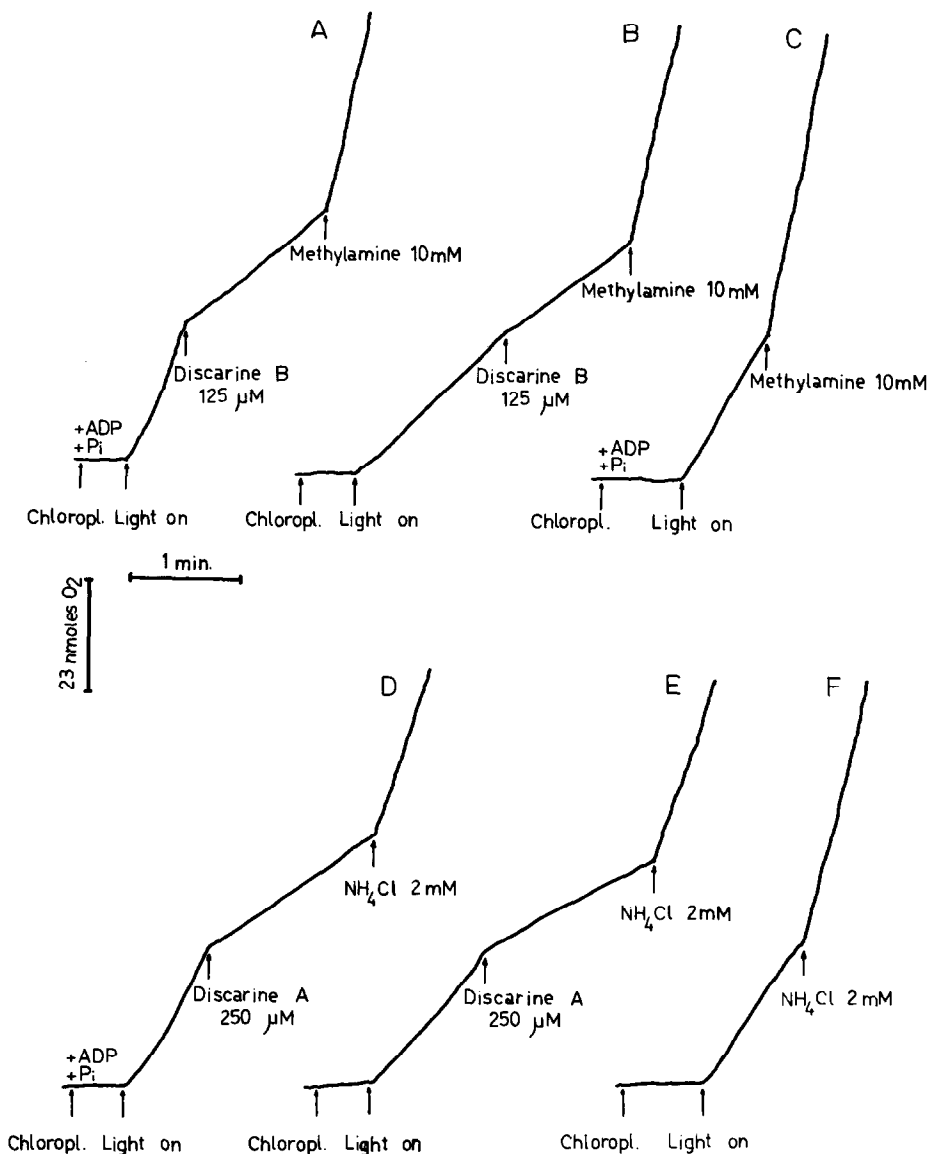 A
Methylamine 10mM
Discarine B
125 µM
+ADP
+Pi
Chloropl. Light on
B
Methylamine 10mM
Discarine B
125 µM
Chloropl. Light on
C
Methylamine 10mM
+ADP
+Pi
Chloropl. Light on
1 min.
23 nmoles O2
D
NH4Cl 2mM
Discarine A
250 µM
+ADP
+Pi
Chloropl. Light on
E
NH4Cl 2mM
Discarine A
250 µM
Chloropl. Light on
F
NH4Cl 2mM
Chloropl. Light on